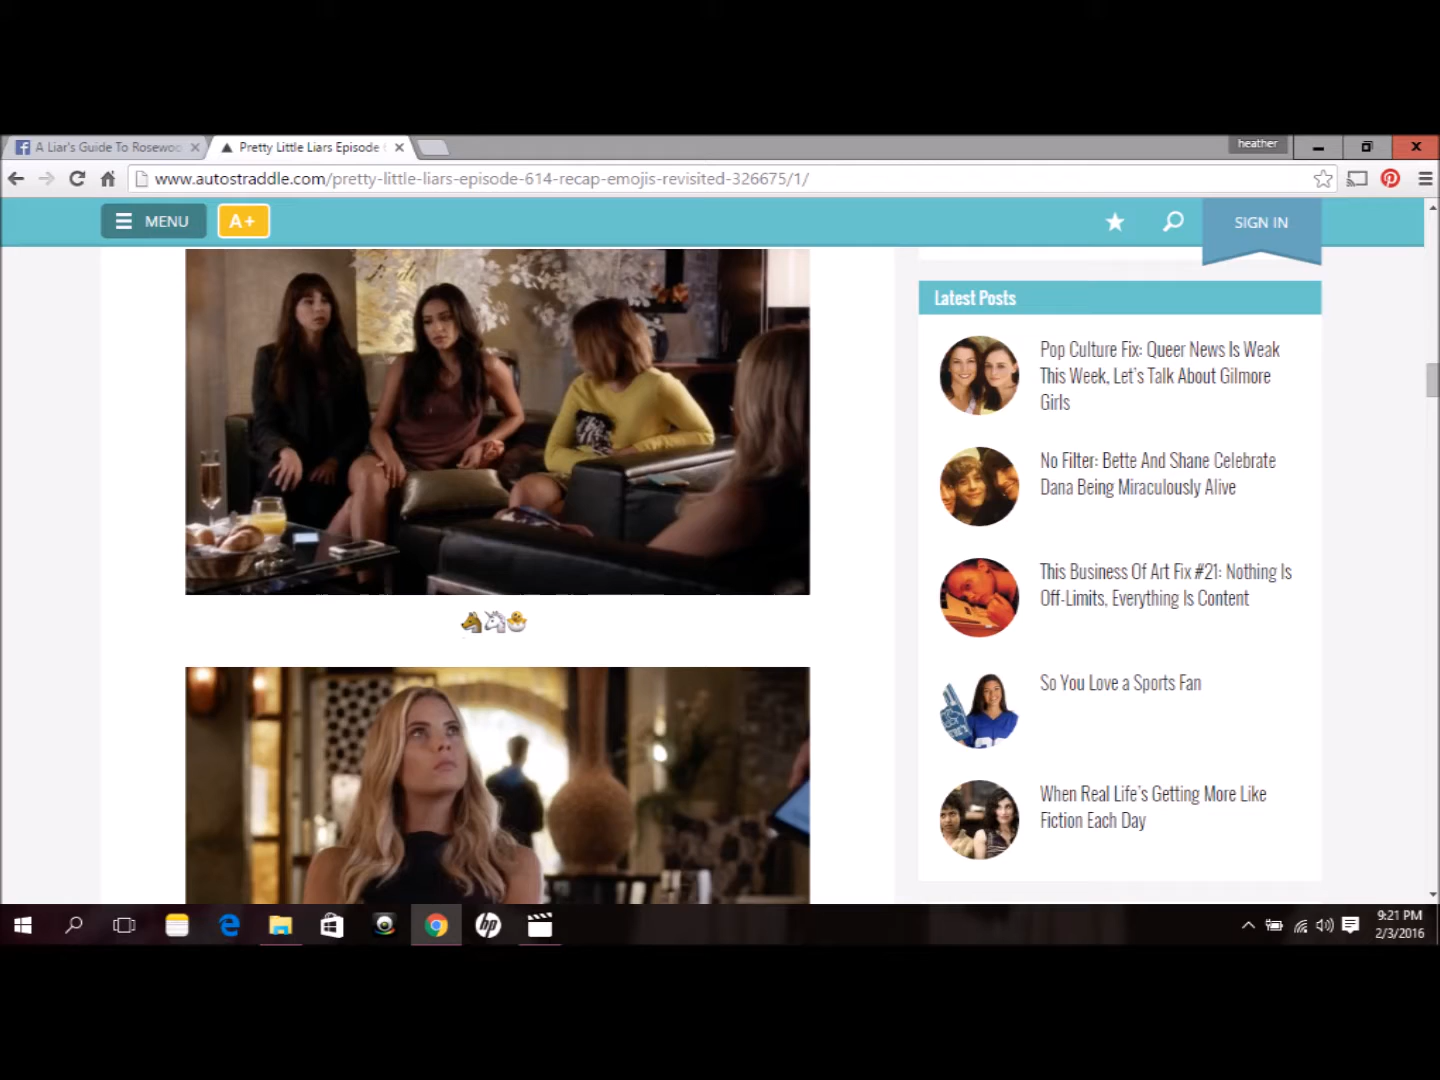 A Liar's Guide To Rosewoo
Pretty Little Liars Episode
heather
www.autostraddle.com/pretty-little-liars-episode-614-recap-emojis-revisited-326675/1/
MENU
A+
SIGN IN
Latest Posts
Pop Culture Fix: Queer News Is Weak
This Week, Let's Talk About Gilmore
Girls
No Filter: Bette And Shane Celebrate
Dana Being Miraculously Alive
This Business Of Art Fix #21: Nothing Is
Off-Limits, Everything Is Content
So You Love a Sports Fan
When Real Life's Getting More Like
Fiction Each Day
9:21 PM
2/3/2016